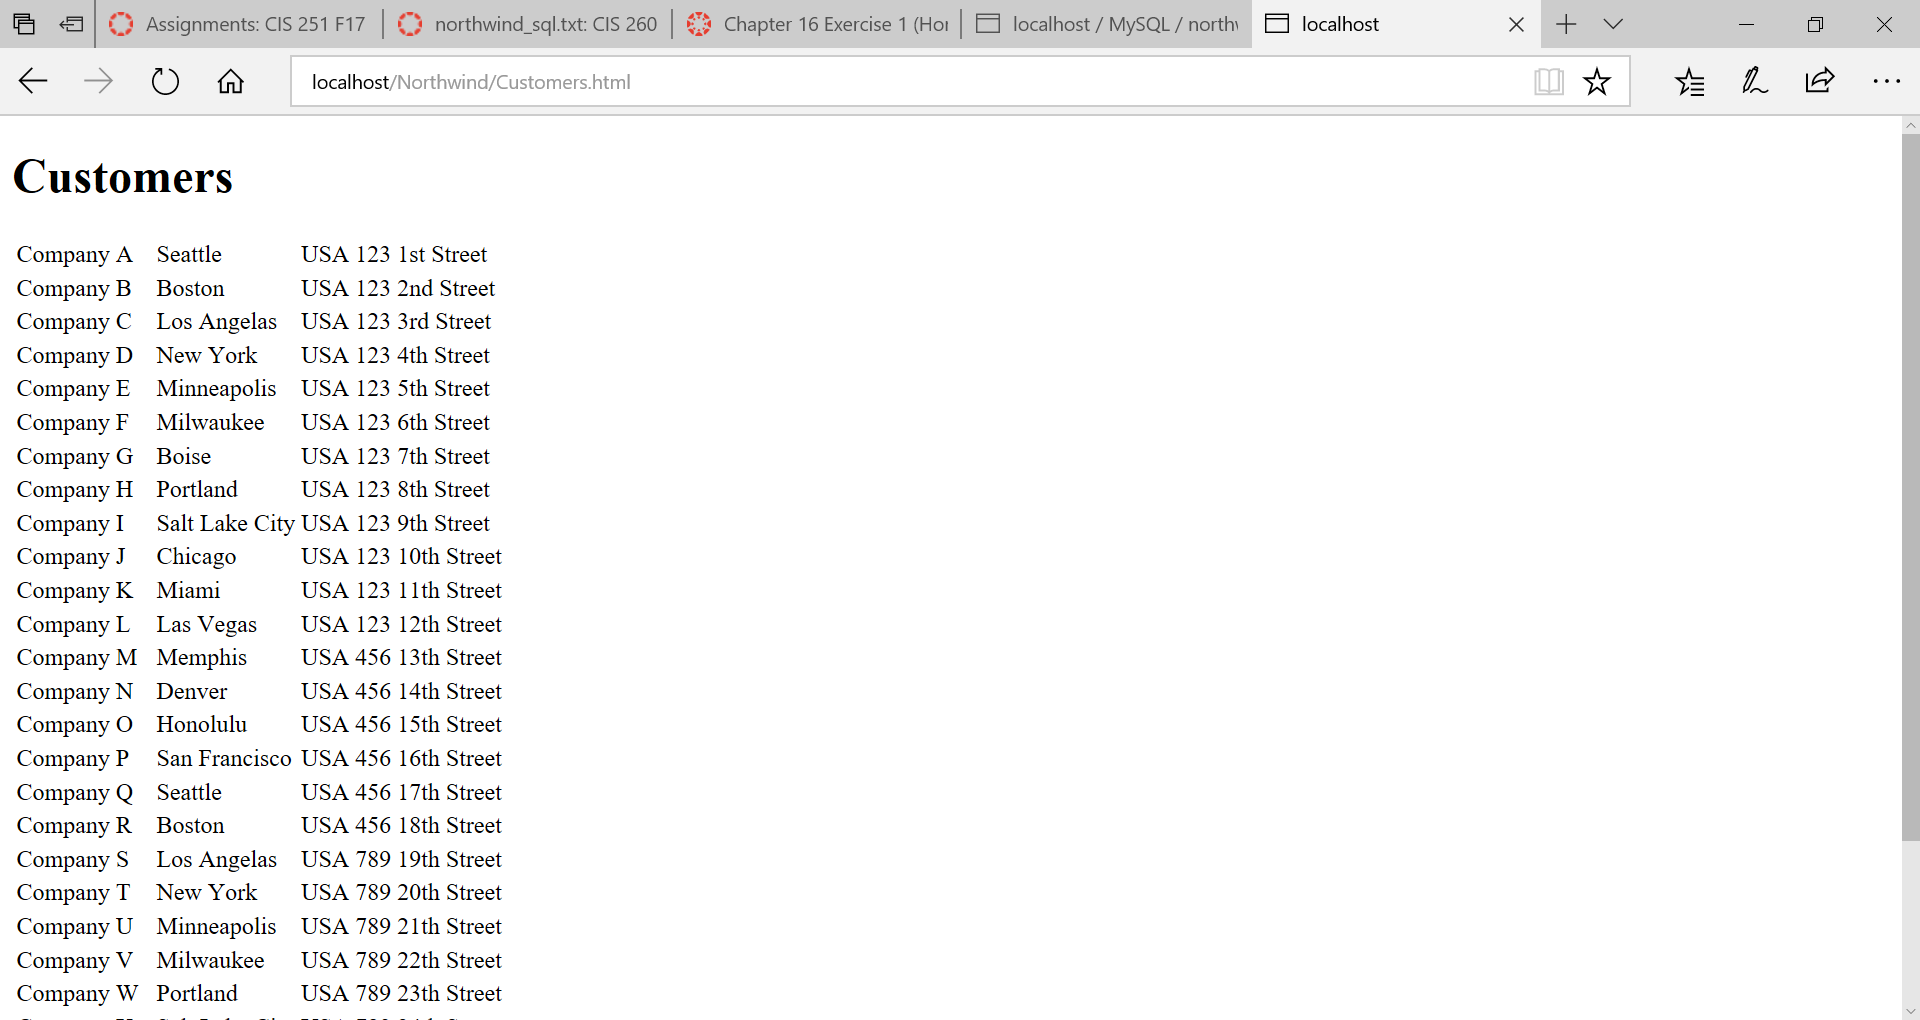 Assignments: CIS 251 F17
northwind_sql.txt: CIS 260
Chapter 16 Exercise 1 (Hor
localhost / MySQL / northw
localhost
localhost/Northwind/Customers.html
Customers
Company A Seattle USA 123 1st Street
Company B Boston USA 123 2nd Street
Company C Los Angelas USA 123 3rd Street
Company D New York USA 123 4th Street
Company E Minneapolis USA 123 5th Street
Company F Milwaukee USA 123 6th Street
Company G Boise USA 123 7th Street
Company H Portland USA 123 8th Street
Company I Salt Lake City USA 123 9th Street
Company J Chicago USA 123 10th Street
Company K Miami USA 123 11th Street
Company L Las Vegas USA 123 12th Street
Company M Memphis USA 456 13th Street
Company N Denver USA 456 14th Street
Company O Honolulu USA 456 15th Street
Company P San Francisco USA 456 16th Street
Company Q Seattle USA 456 17th Street
Company R Boston USA 456 18th Street
Company S Los Angelas USA 789 19th Street
Company T New York USA 789 20th Street
Company U Minneapolis USA 789 21th Street
Company V Milwaukee USA 789 22th Street
Company W Portland USA 789 23th Street